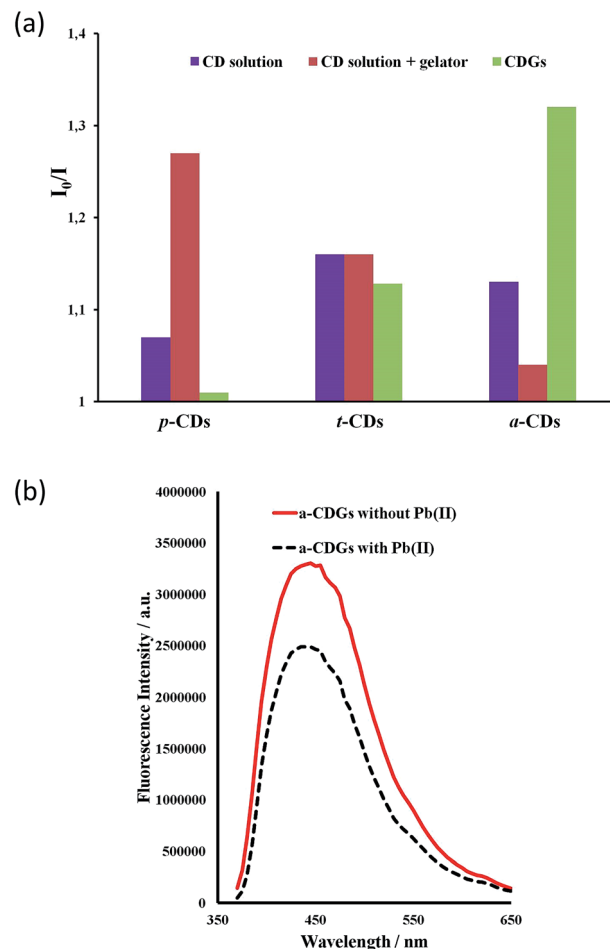 (a)
1,4
CD solution CD solution + gelator CDGs
1,3
I₀/I
1,2
1,1
1
p-CDs t-CDs a-CDs
(b)
4000000
a-CDGs without Pb(II)
3500000
a-CDGs with Pb(II)
3000000
2500000
Fluorescence Intensity / a.u.
2000000
1500000
1000000
500000
0
350 450 550 650
Wavelength / nm